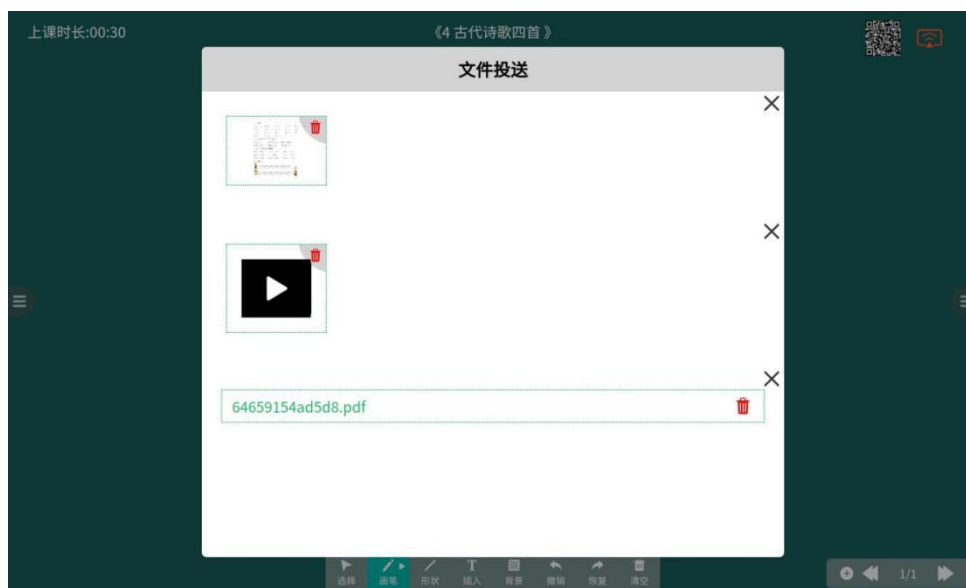 上课时长:00:30
《4 古代诗歌四首 》
文件投送
64659154ad5d8.pdf
选择 画笔 形状 插入 背景 撤销 恢复 清空
1/1